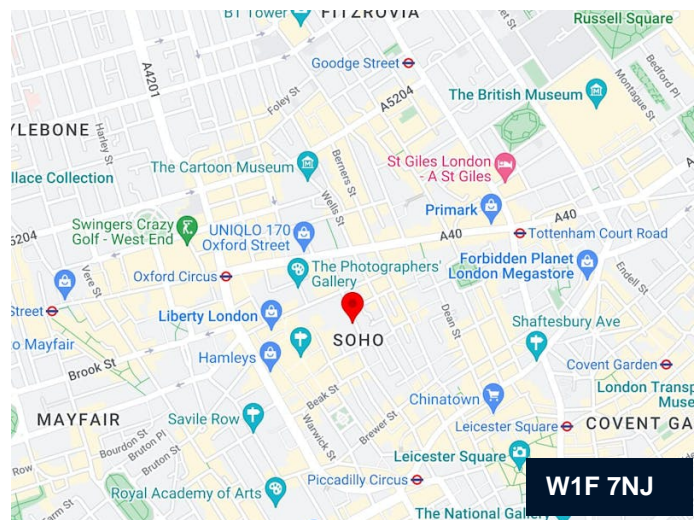 BT Tower
FITZROVIA
Russell Square
Goodge Street
A4201
A5204
Foley St
Bedford Pl
Montague St
The British Museum
YLEBONE
Harley St
The Cartoon Museum
Berners St
St Giles London
- A St Giles
llace Collection
Wells St
Primark
A40
Swingers Crazy
Golf - West End
UNIQLO 170
Oxford Street
A40
Tottenham Court Road
5204
Vere St
Oxford Circus
The Photographers'
Gallery
Forbidden Planet
London Megastore
Endell St
Street
Liberty London
Dean St
Shaftesbury Ave
to Mayfair
SOHO
Hamleys
Brook St
Covent Garden
London Transp
Muse
Beak St
Chinatown
MAYFAIR
Savile Row
Warwick St
Brewer St
Leicester Square
COVENT GA
Bourdon St
Bruton Pl
Bruton St
Row
Leicester Square
Piccadilly Circus
Royal Academy of Arts
Farm St
The National Gallery
W1F 7NJ